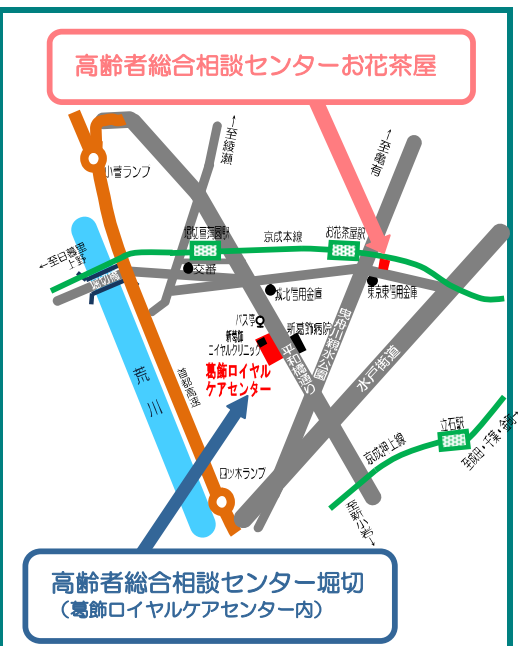 高齢者総合相談センターお花茶屋
↑至綾瀬
↑至亀有
小菅ランプ
お花茶屋駅
京成本線
←至日暮里
上野
交番
城北信用金庫
東京東信用金庫
バス停
新葛飾病院
新葛飾
ロイヤルクリニック
葛飾ロイヤル
ケアセンター
平和橋通り
曳舟川親水公園
水戸街道
荒川
首都高速
立石駅
京成押上線
四ツ木ランプ
至新小岩↓
高齢者総合相談センター堀切
（葛飾ロイヤルケアセンター内）